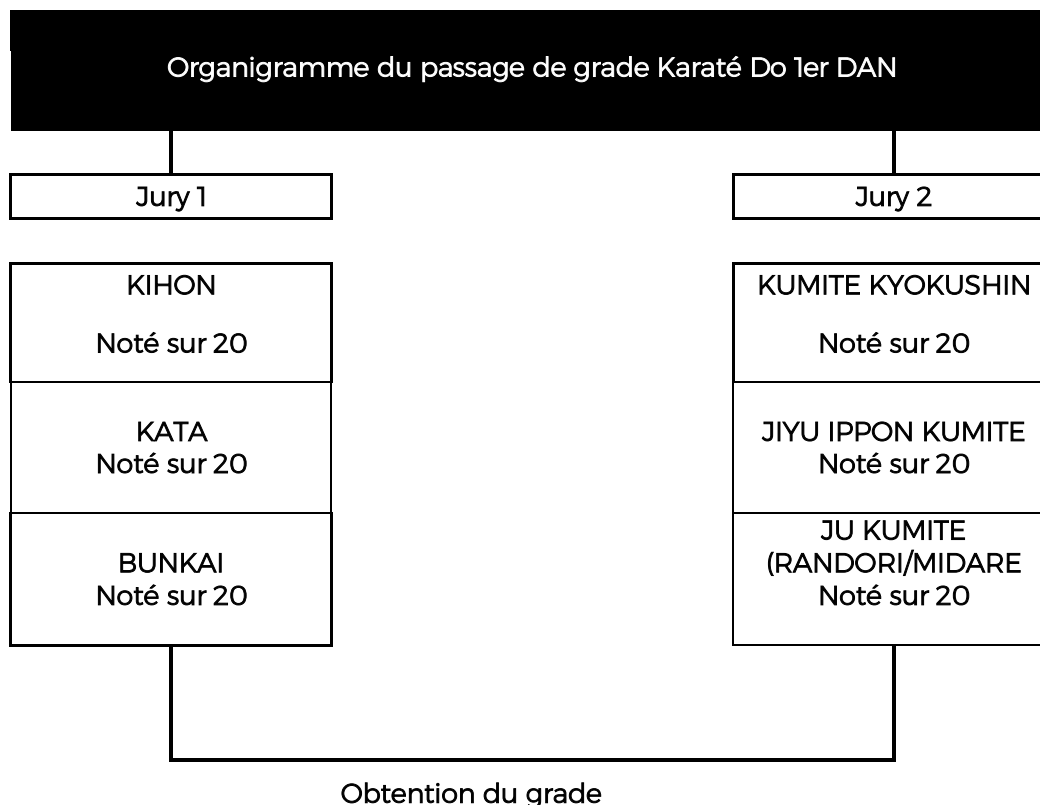 Organigramme du passage de grade Karaté Do 1er DAN
Jury 1
KIHON
Noté sur 20
KATA
Noté sur 20
BUNKAI
Noté sur 20
Jury 2
KUMITE KYOKUSHIN
Noté sur 20
JIYU IPPON KUMITE
Noté sur 20
JU KUMITE
(RANDORI/MIDARE
Noté sur 20
Obtention du grade